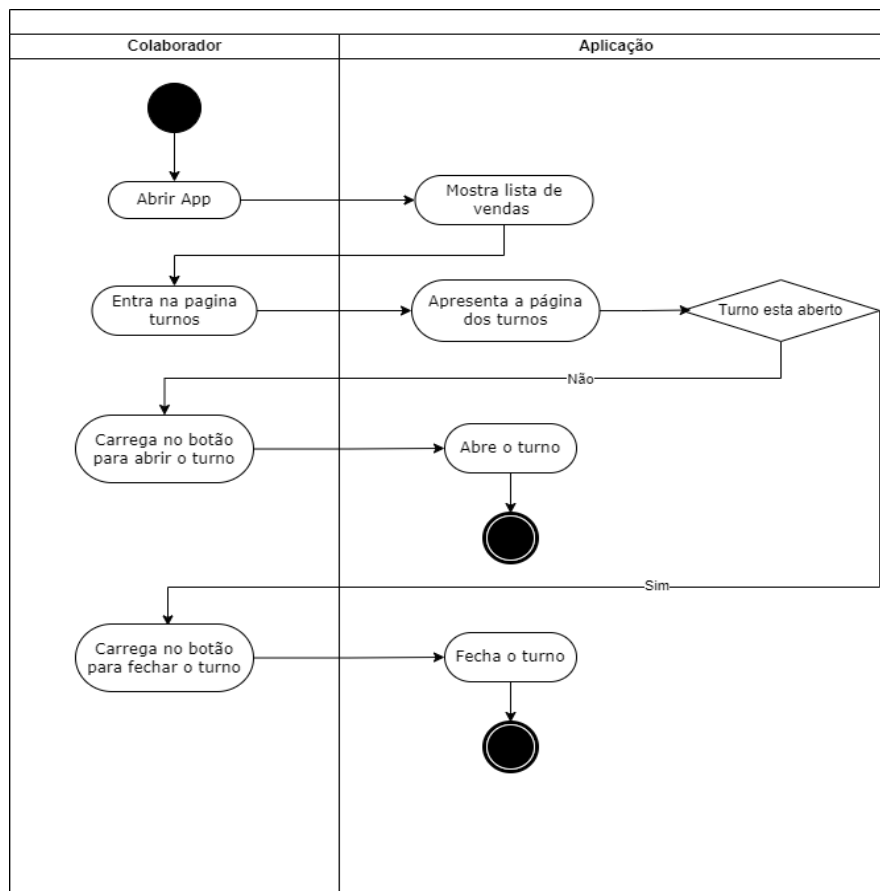 Colaborador
Aplicação
Abrir App
Mostra lista de
vendas
Entra na pagina
turnos
Apresenta a página
dos turnos
Turno esta aberto
Não
Carrega no botão
para abrir o turno
Abre o turno
Sim
Carrega no botão
para fechar o turno
Fecha o turno